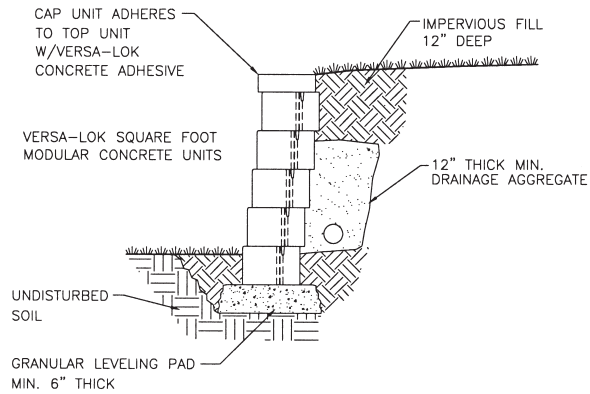 CAP UNIT ADHERES
TO TOP UNIT
W/VERSA-LOK
CONCRETE ADHESIVE
IMPERVIOUS FILL
12" DEEP
VERSA-LOK SQUARE FOOT
MODULAR CONCRETE UNITS
12" THICK MIN.
DRAINAGE AGGREGATE
UNDISTURBED
SOIL
GRANULAR LEVELING PAD
MIN. 6" THICK